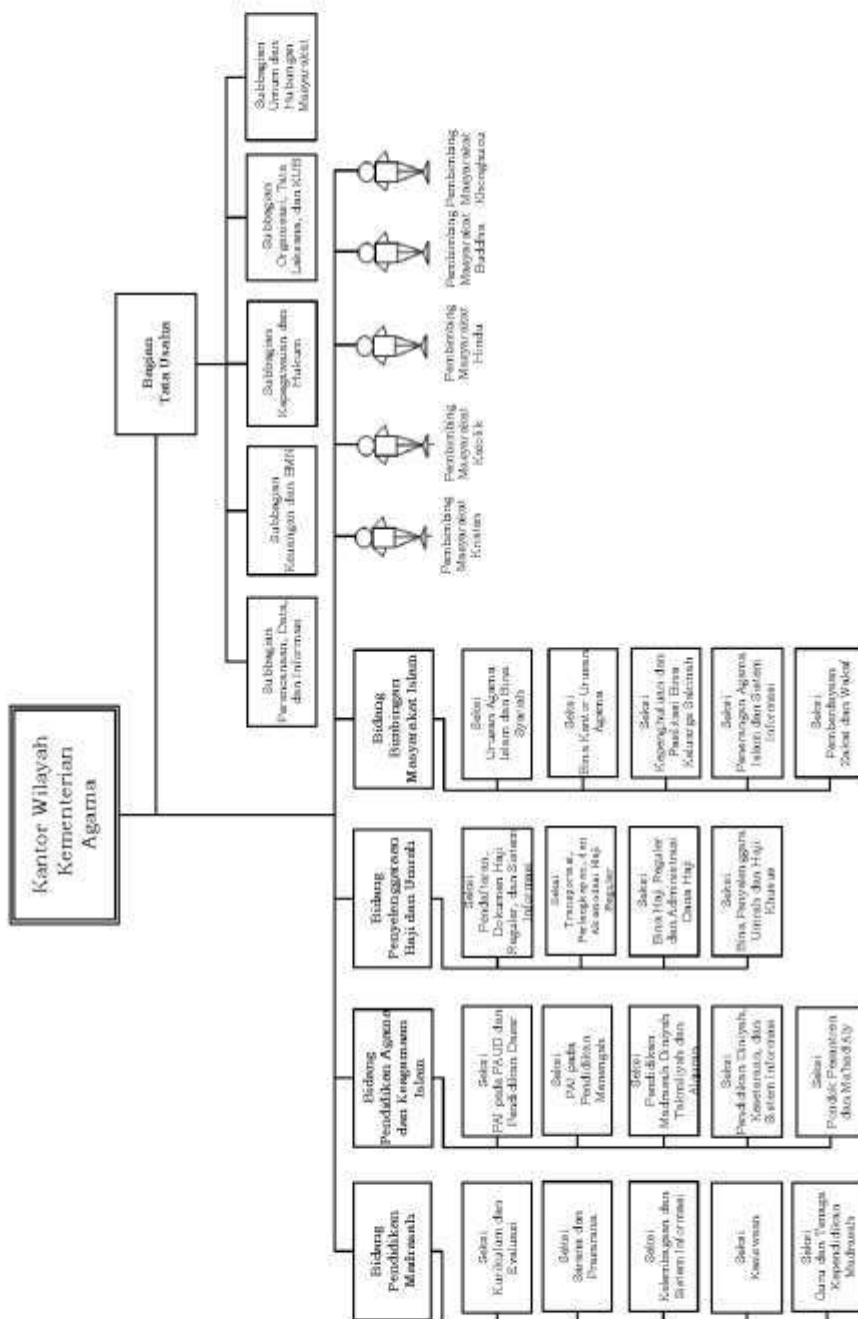 Kantor Wilayah
Kementerian
Agama
Bagian
Tata Usaha
Subbagian
Perencanaan, Data,
dan Informasi
Subbagian
Keuangan dan BMN
Subbagian
Kepegawaian dan
Hukum
Subbagian
Organisasi, Tata
Laksana, dan KUB
Subbagian
Umum dan
Hubungan
Masyarakat
Bidang
Pendidikan
Madrasah
Bidang
Pendidikan Agama
dan Keagamaan
Islam
Bidang
Penyelenggaraan
Haji dan Umrah
Bidang
Bimbingan
Masyarakat Islam
Pembimbing
Masyarakat
Kristen
Pembimbing
Masyarakat
Katolik
Pembimbing
Masyarakat
Hindu
Pembimbing
Masyarakat
Buddha
Pembimbing
Masyarakat
Khonghucu
Seksi
Kurikulum dan
Evaluasi
Seksi
Sarana dan
Prasarana
Seksi
Kelembagaan dan
Sistem Informasi
Seksi
Kesiswaan
Seksi
Guru dan Tenaga
Kependidikan
Madrasah
Seksi
PAI pada PAUD dan
Pendidikan Dasar
Seksi
PAI pada
Pendidikan
Menengah
Seksi
Pendidikan
Madrasah Diniyah
Takmiliyah dan
Alquran
Seksi
Pendidikan Diniyah,
Kesetaraan, dan
Sistem Informasi
Seksi
Pondok Pesantren
dan Mahad Aly
Seksi
Pendaftaran,
Dokumen Haji
Reguler, dan Sistem
Informasi
Seksi
Transportasi,
Perlengkapan, dan
Akomodasi Haji
Reguler
Seksi
Bina Haji Reguler
dan Administrasi
Dana Haji
Seksi
Bina Penyelenggara
Umrah dan Haji
Khusus
Seksi
Urusan Agama
Islam dan Bina
Syariah
Seksi
Bina Kantor Urusan
Agama
Seksi
Kepenghuluan dan
Fasilitasi Bina
Keluarga Sakinah
Seksi
Penerangan Agama
Islam dan Sistem
Informasi
Seksi
Pemberdayaan
Zakat dan Wakaf